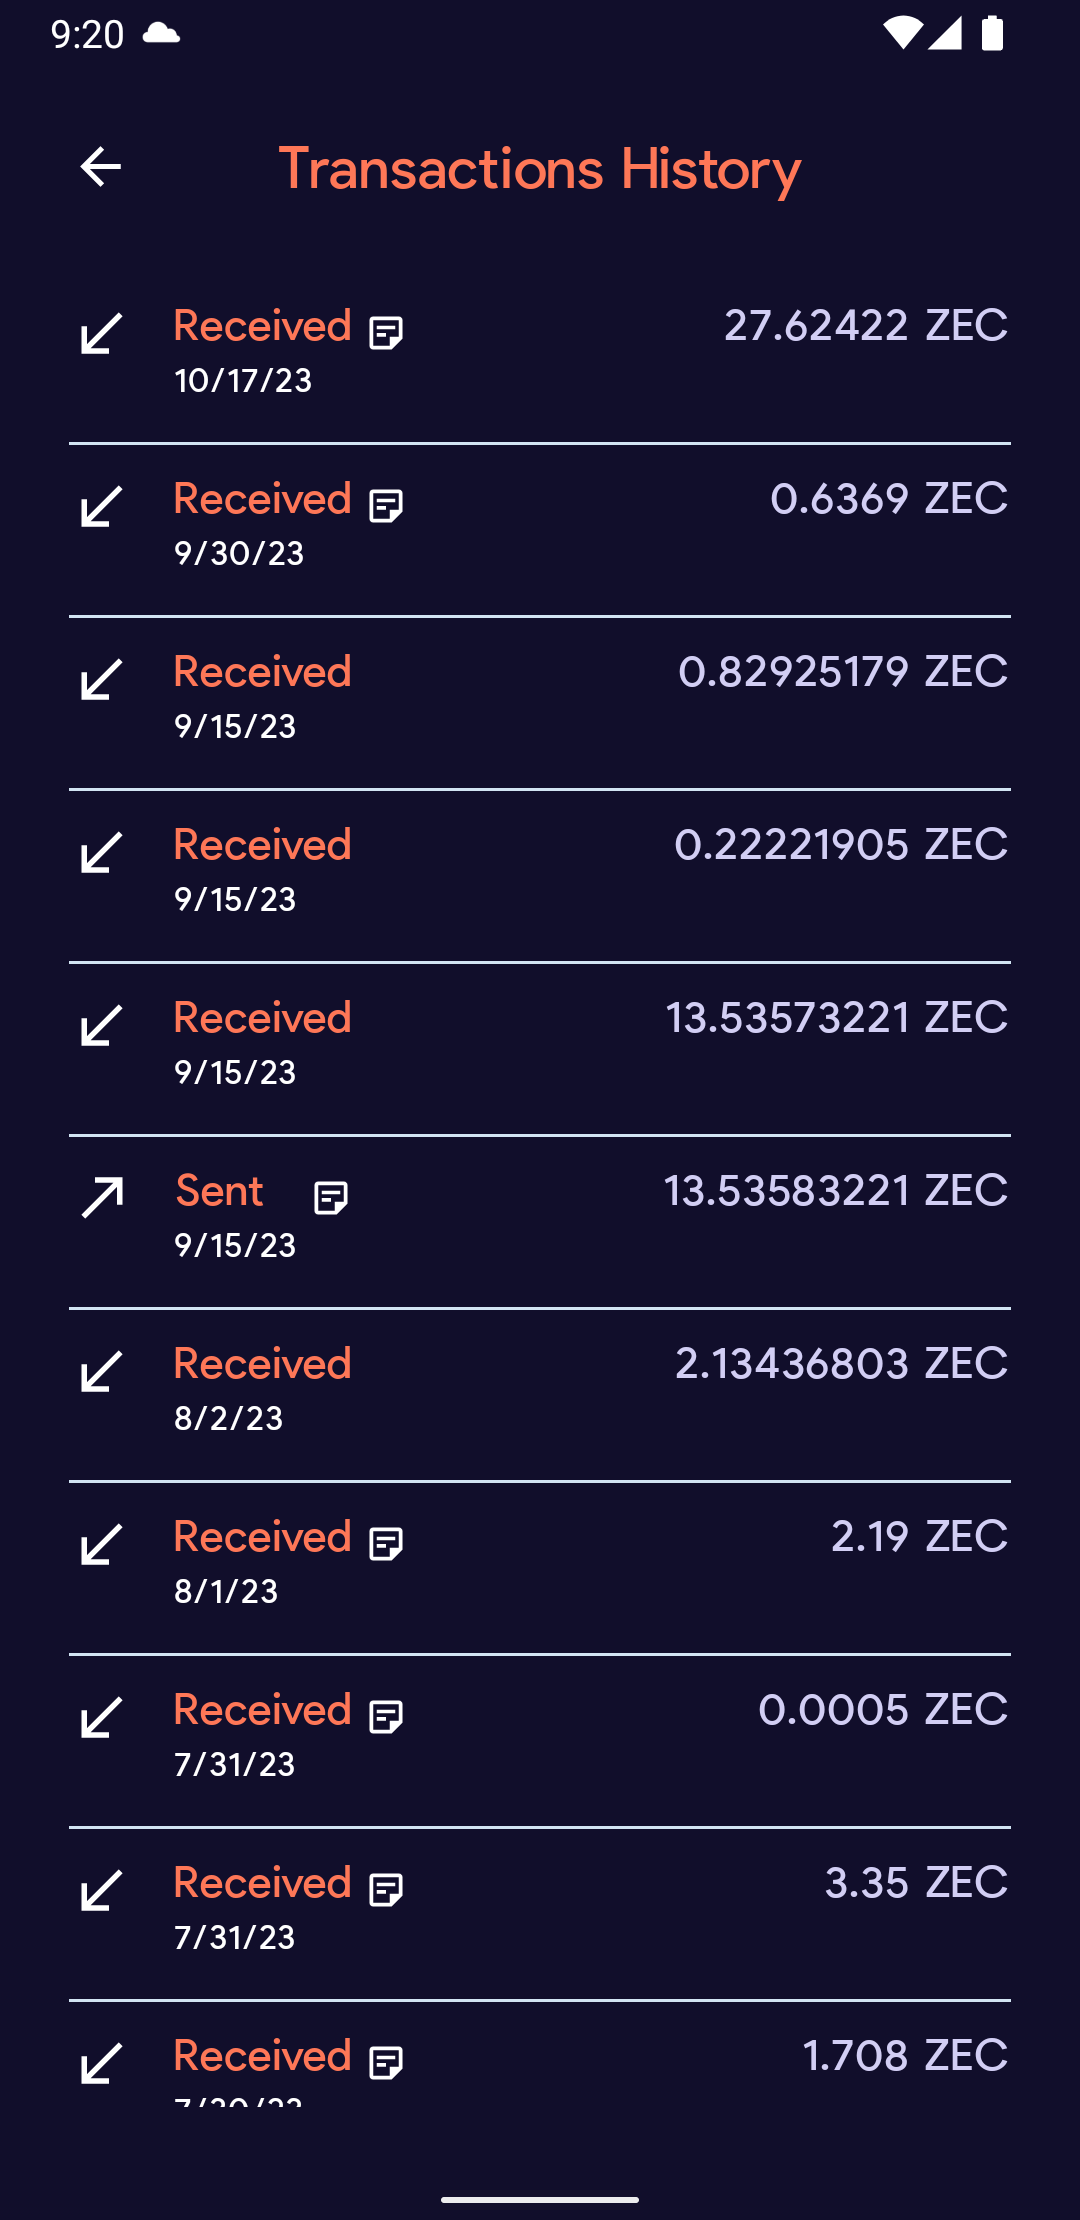 9:20
Transactions History
Received 27.62422 ZEC
10/17/23
Received 0.6369 ZEC
9/30/23
Received 0.82925179 ZEC
9/15/23
Received 0.22221905 ZEC
9/15/23
Received 13.53573221 ZEC
9/15/23
Sent 13.53583221 ZEC
9/15/23
Received 2.13436803 ZEC
8/2/23
Received 2.19 ZEC
8/1/23
Received 0.0005 ZEC
7/31/23
Received 3.35 ZEC
7/31/23
Received 1.708 ZEC